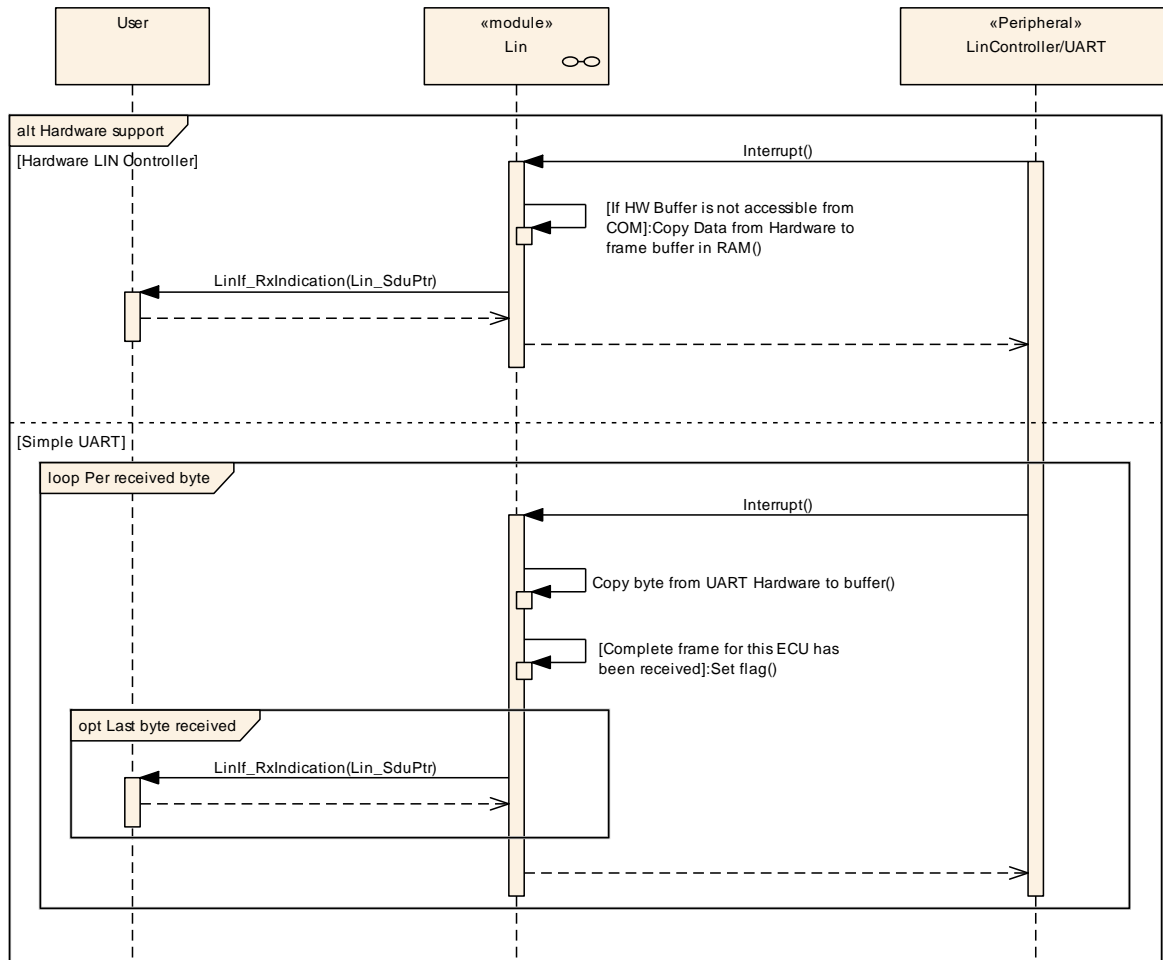 User
«module»
Lin
«Peripheral»
LinController/UART
alt Hardware support
[Hardware LIN Controller]
Interrupt()
[If HW Buffer is not accessible from
COM]:Copy Data from Hardware to
frame buffer in RAM()
LinIf_RxIndication(Lin_SduPtr)
[Simple UART]
loop Per received byte
Interrupt()
Copy byte from UART Hardware to buffer()
[Complete frame for this ECU has
been received]:Set flag()
opt Last byte received
LinIf_RxIndication(Lin_SduPtr)